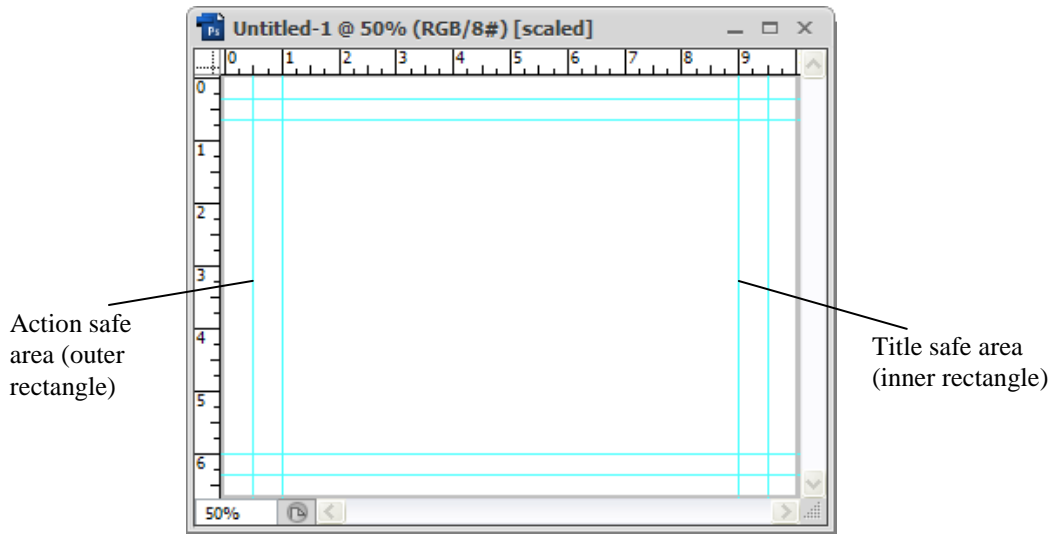 Ps Untitled-1 @ 50% (RGB/8#) [scaled]
0 1 2 3 4 5 6 7 8 9
0
1
2
3
4
5
6
Action safe
area (outer
rectangle)
Title safe area
(inner rectangle)
50%